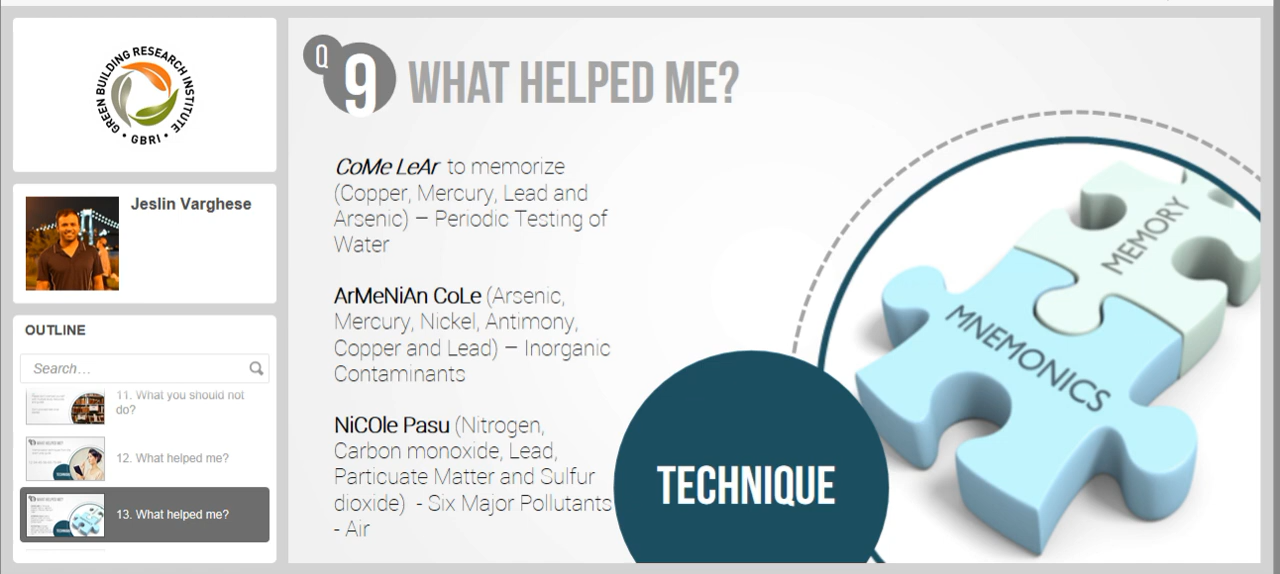 GREEN BUILDING RESEARCH INSTITUTE
• GBRI •
Jeslin Varghese
OUTLINE
Search...
11. What you should not
do?
12. What helped me?
13. What helped me?
Q
9 WHAT HELPED ME?
CoMe LeAr to memorize
(Copper, Mercury, Lead and
Arsenic) – Periodic Testing of
Water
ArMeNiAn CoLe (Arsenic,
Mercury, Nickel, Antimony,
Copper and Lead) – Inorganic
Contaminants
NiCOle Pasu (Nitrogen,
Carbon monoxide, Lead,
Particuate Matter and Sulfur
dioxide) - Six Major Pollutants
- Air
MEMORY
MNEMONICS
TECHNIQUE